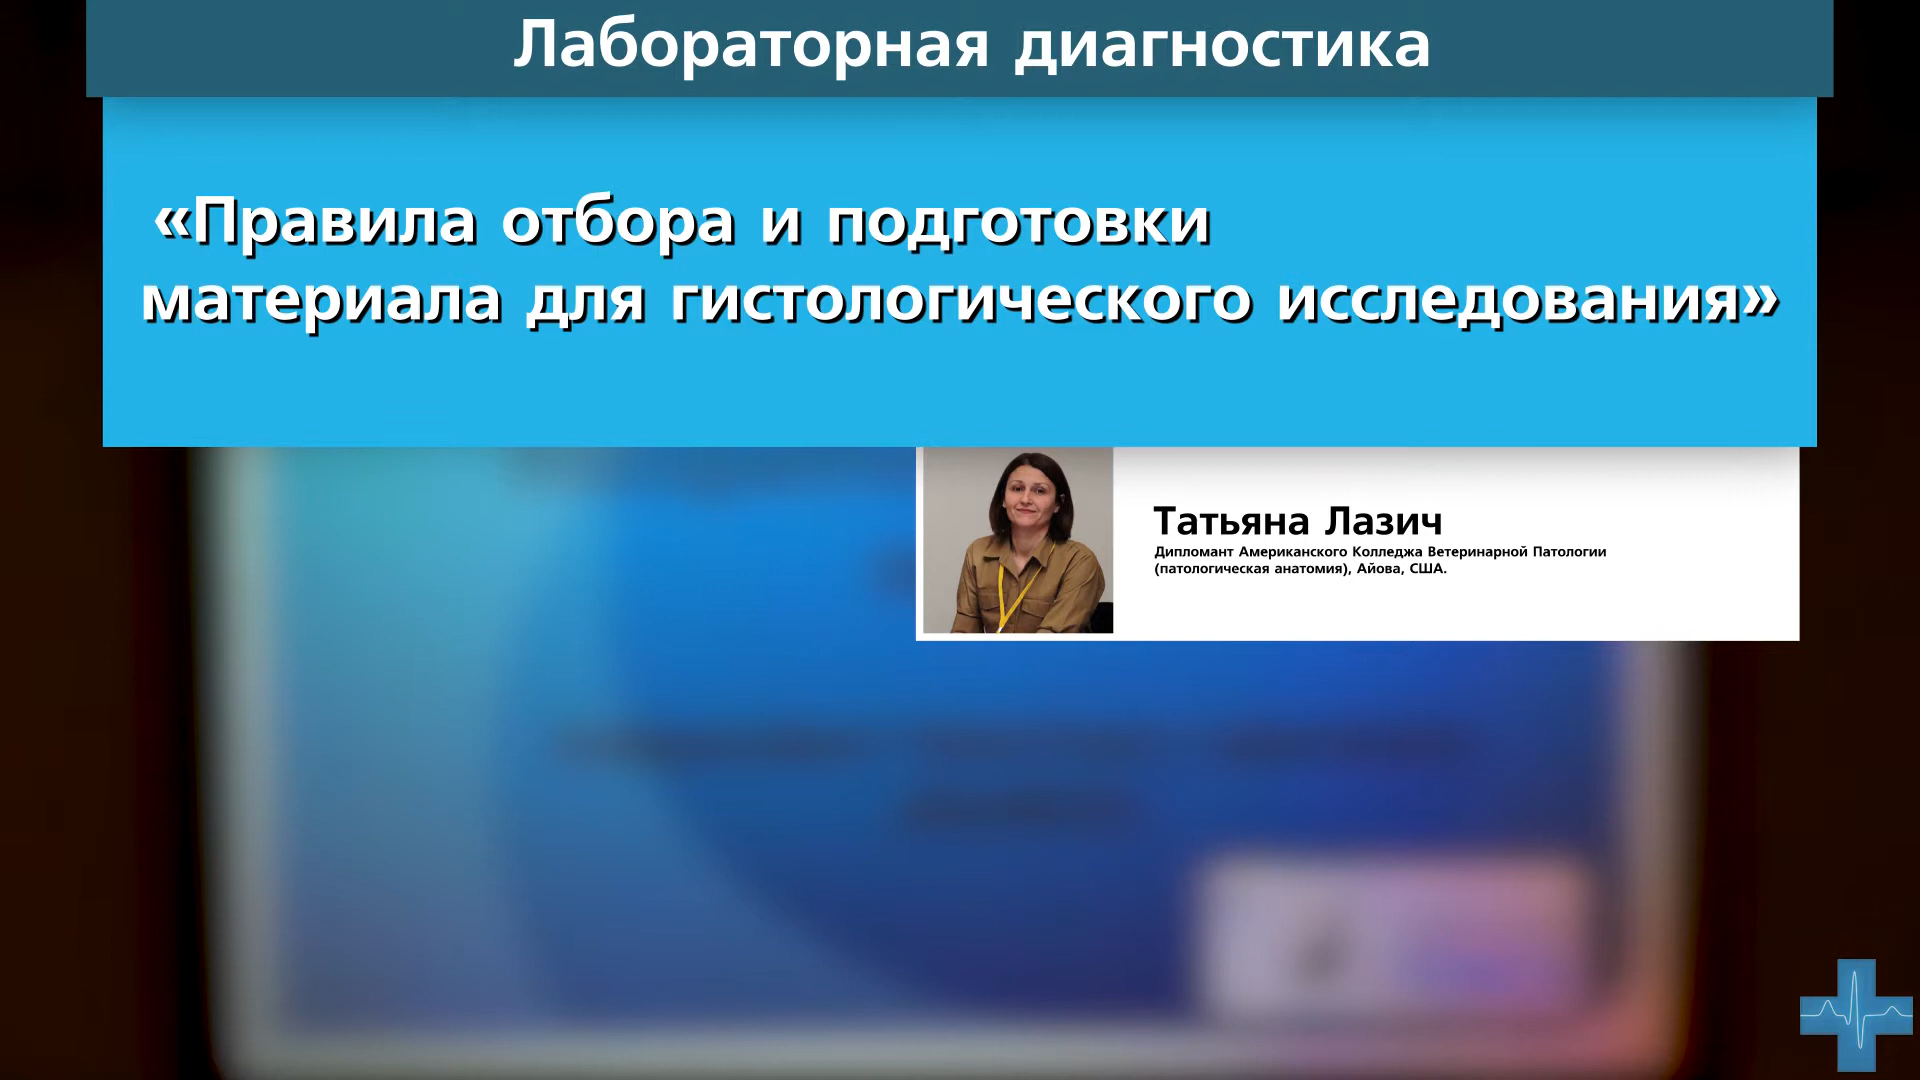 Лабораторная диагностика
«Правила отбора и подготовки
материала для гистологического исследования»
Татьяна Лазич
Дипломант Американского Колледжа Ветеринарной Патологии
(патологическая анатомия), Айова, США.